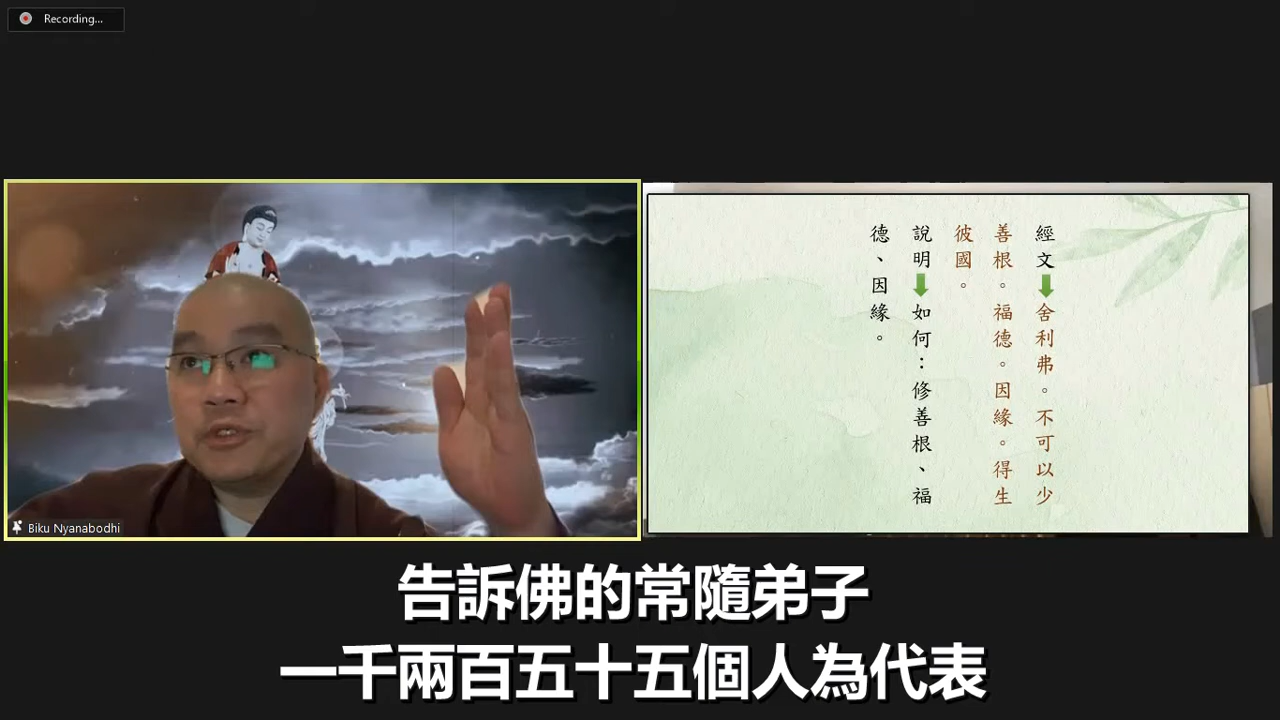 Recording...
經文⬇舍利弗。不可以少
善根。福德。因緣。得生
彼國。
說明⬇如何：修善根、福
德、因緣。
Biku Nyanabodhi
告訴佛的常隨弟子
一千兩百五十五個人為代表